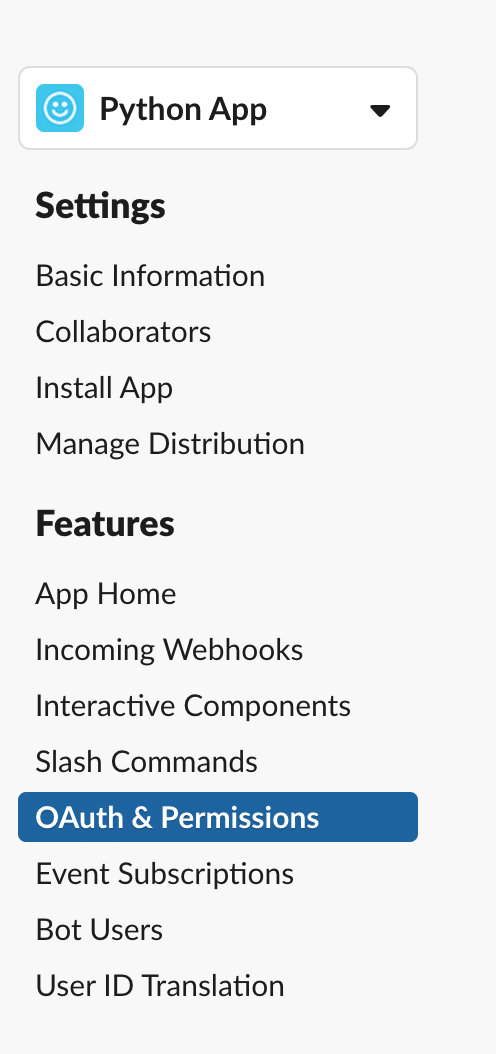 Python App
Settings
Basic Information
Collaborators
Install App
Manage Distribution
Features
App Home
Incoming Webhooks
Interactive Components
Slash Commands
OAuth & Permissions
Event Subscriptions
Bot Users
User ID Translation